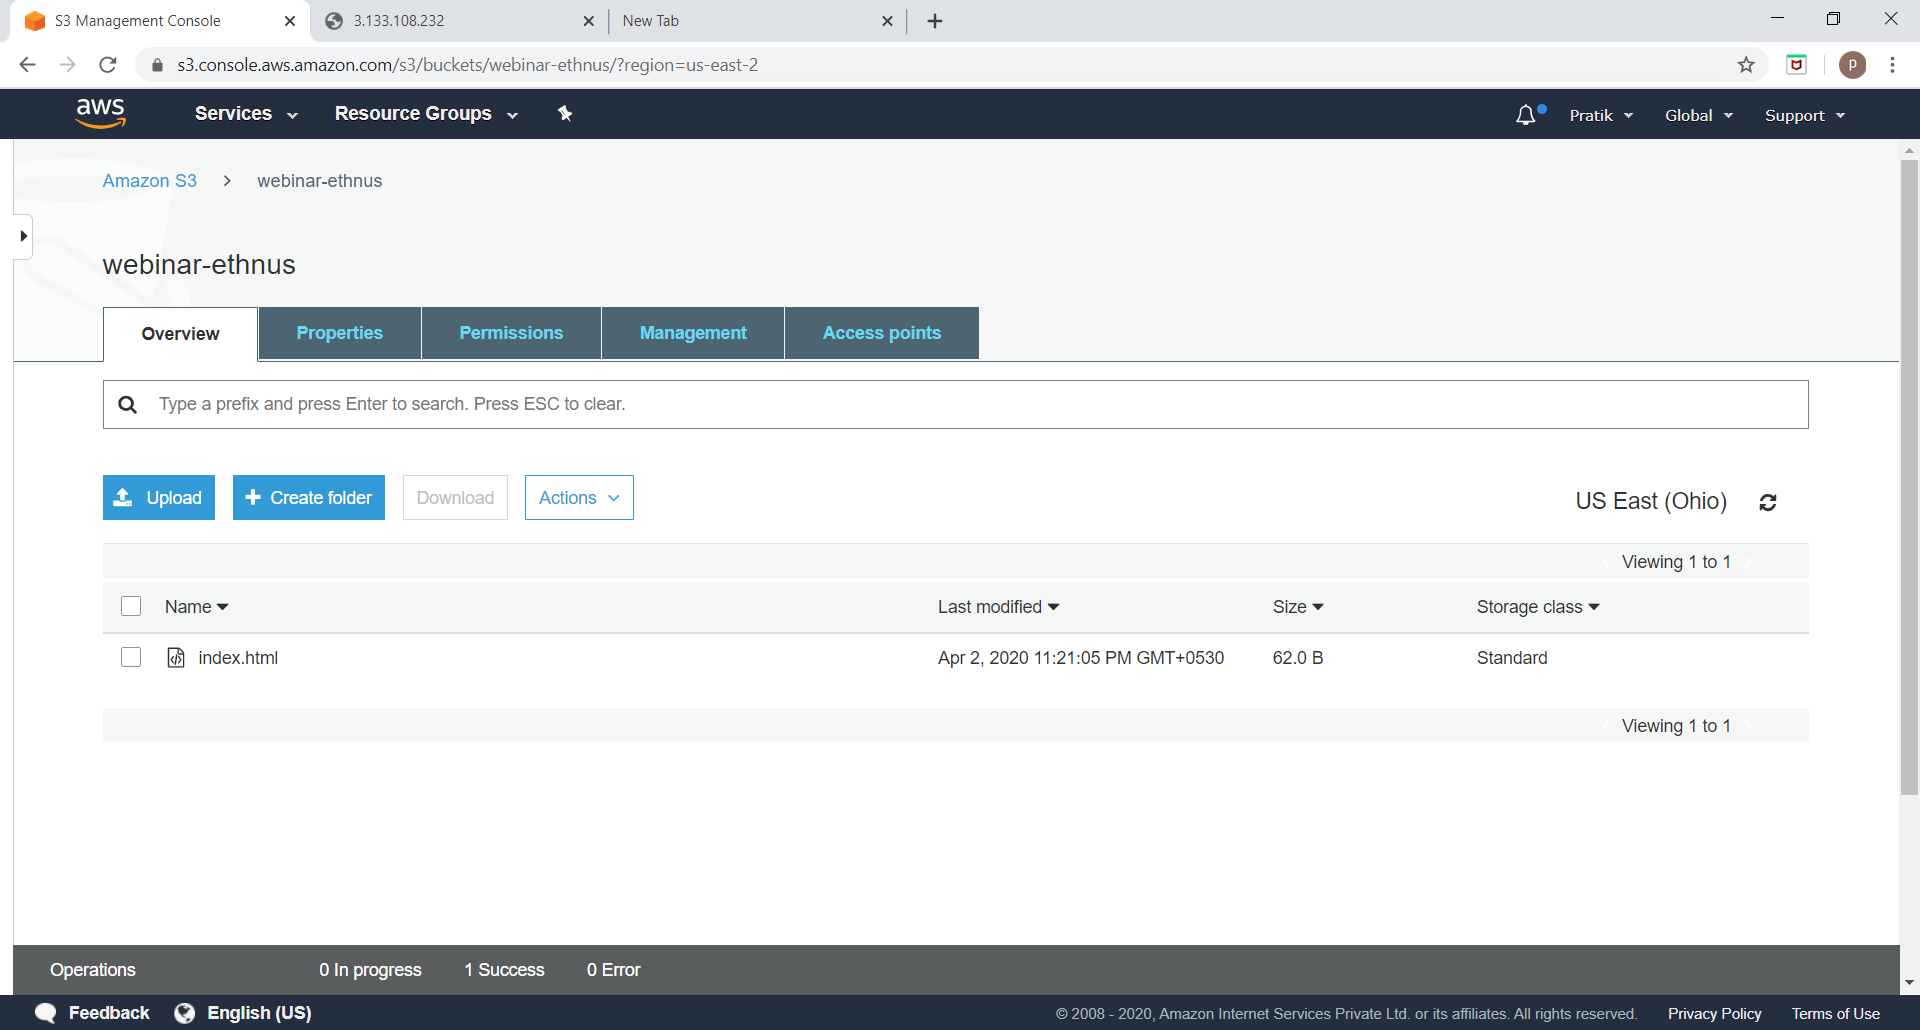 S3 Management Console
3.133.108.232
New Tab
s3.console.aws.amazon.com/s3/buckets/webinar-ethnus/?region=us-east-2
P
aws
Services
Resource Groups
Pratik
Global
Support
Amazon S3
webinar-ethnus
webinar-ethnus
Overview
Properties
Permissions
Management
Access points
Type a prefix and press Enter to search. Press ESC to clear.
Upload
Create folder
Download
Actions
US East (Ohio)
Viewing 1 to 1
Name
Last modified
Size
Storage class
index.html
Apr 2, 2020 11:21:05 PM GMT+0530
62.0 B
Standard
Viewing 1 to 1
Operations
0 In progress
1 Success
0 Error
Feedback
English (US)
© 2008 - 2020, Amazon Internet Services Private Ltd. or its affiliates. All rights reserved.
Privacy Policy
Terms of Use